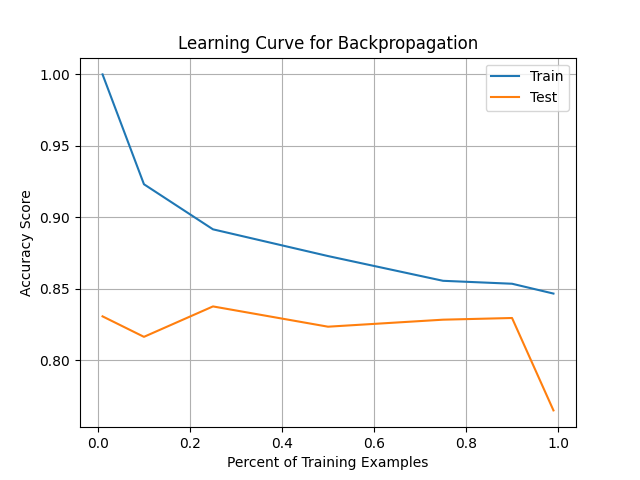 Learning Curve for Backpropagation
Train
Test
1.00
0.95
0.90
0.85
0.80
Accuracy Score
0.0 0.2 0.4 0.6 0.8 1.0
Percent of Training Examples